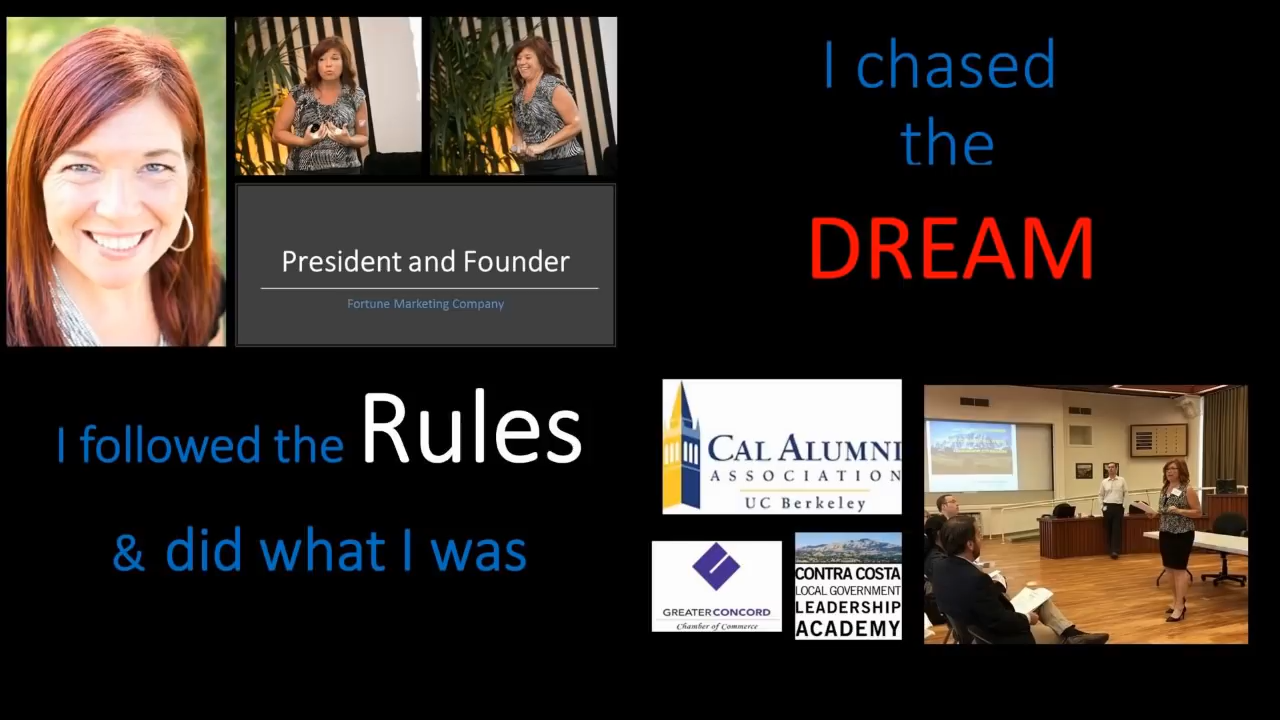 President and Founder
Fortune Marketing Company
I chased
the
DREAM
I followed the Rules
& did what I was
CAL ALUMNI
ASSOCIATION
UC Berkeley
GREATER CONCORD
Chamber of Commerce
CONTRA COSTA
LOCAL GOVERNMENT
LEADERSHIP
ACADEMY